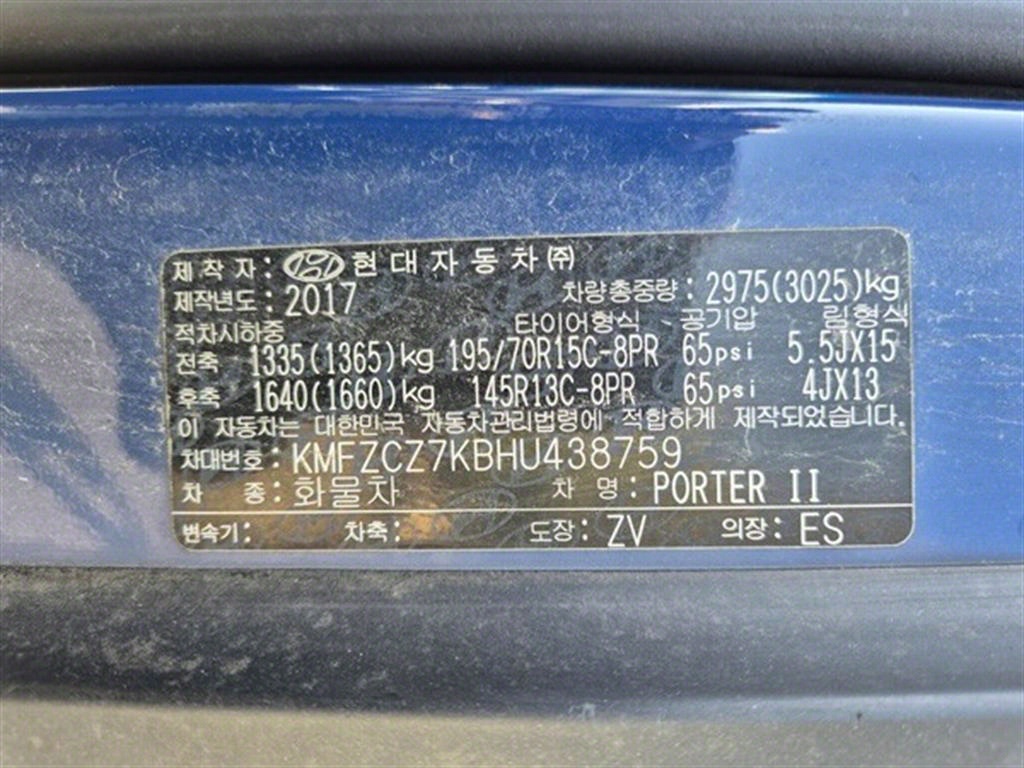 제 작 자 : 현대자동차㈜
제작년도 : 2017 차량총중량 : 2975(3025)kg
적차시하중 타이어형식 공기압 림형식
전축 1335(1365)kg 195/70R15C-8PR 65psi 5.5JX15
후축 1640(1660)kg 145R13C-8PR 65psi 4JX13
이 자동차는 대한민국 자동차관리법령에 적합하게 제작되었습니다.
차대번호 : KMFZCZ7KBHU438759
차 종 : 화물차 차 명 : PORTER II
변속기 : 차축 : 도장 : ZV 의장 : ES